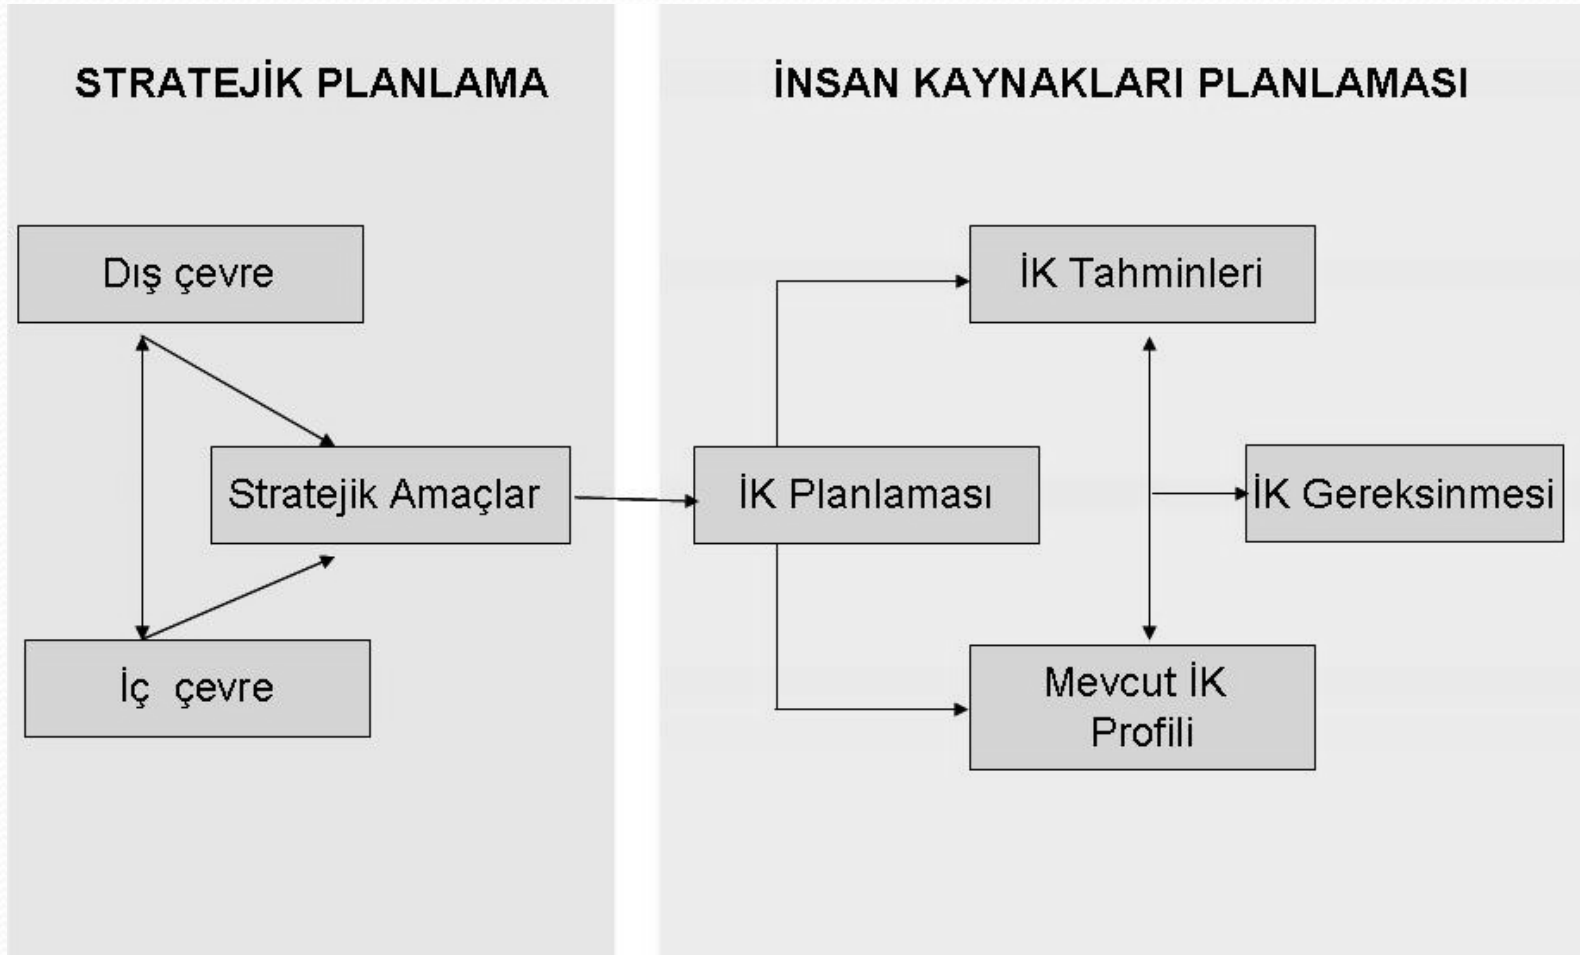 STRATEJİK PLANLAMA
Dış çevre
Stratejik Amaçlar
İç çevre
İNSAN KAYNAKLARI PLANLAMASI
İK Tahminleri
İK Planlaması
İK Gereksinmesi
Mevcut İK
Profili